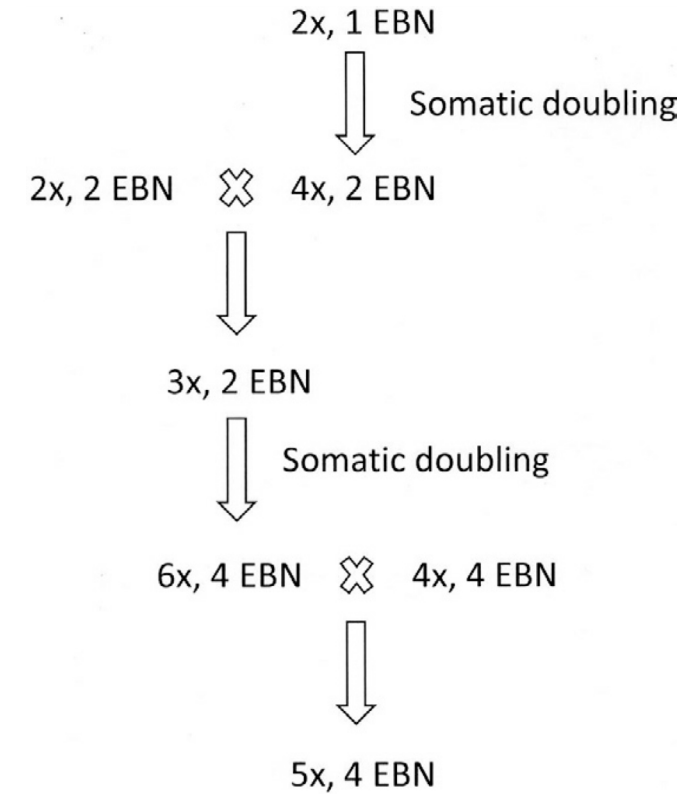 2x, 1 EBN
Somatic doubling
2x, 2 EBN 4x, 2 EBN
3x, 2 EBN
Somatic doubling
6x, 4 EBN 4x, 4 EBN
5x, 4 EBN